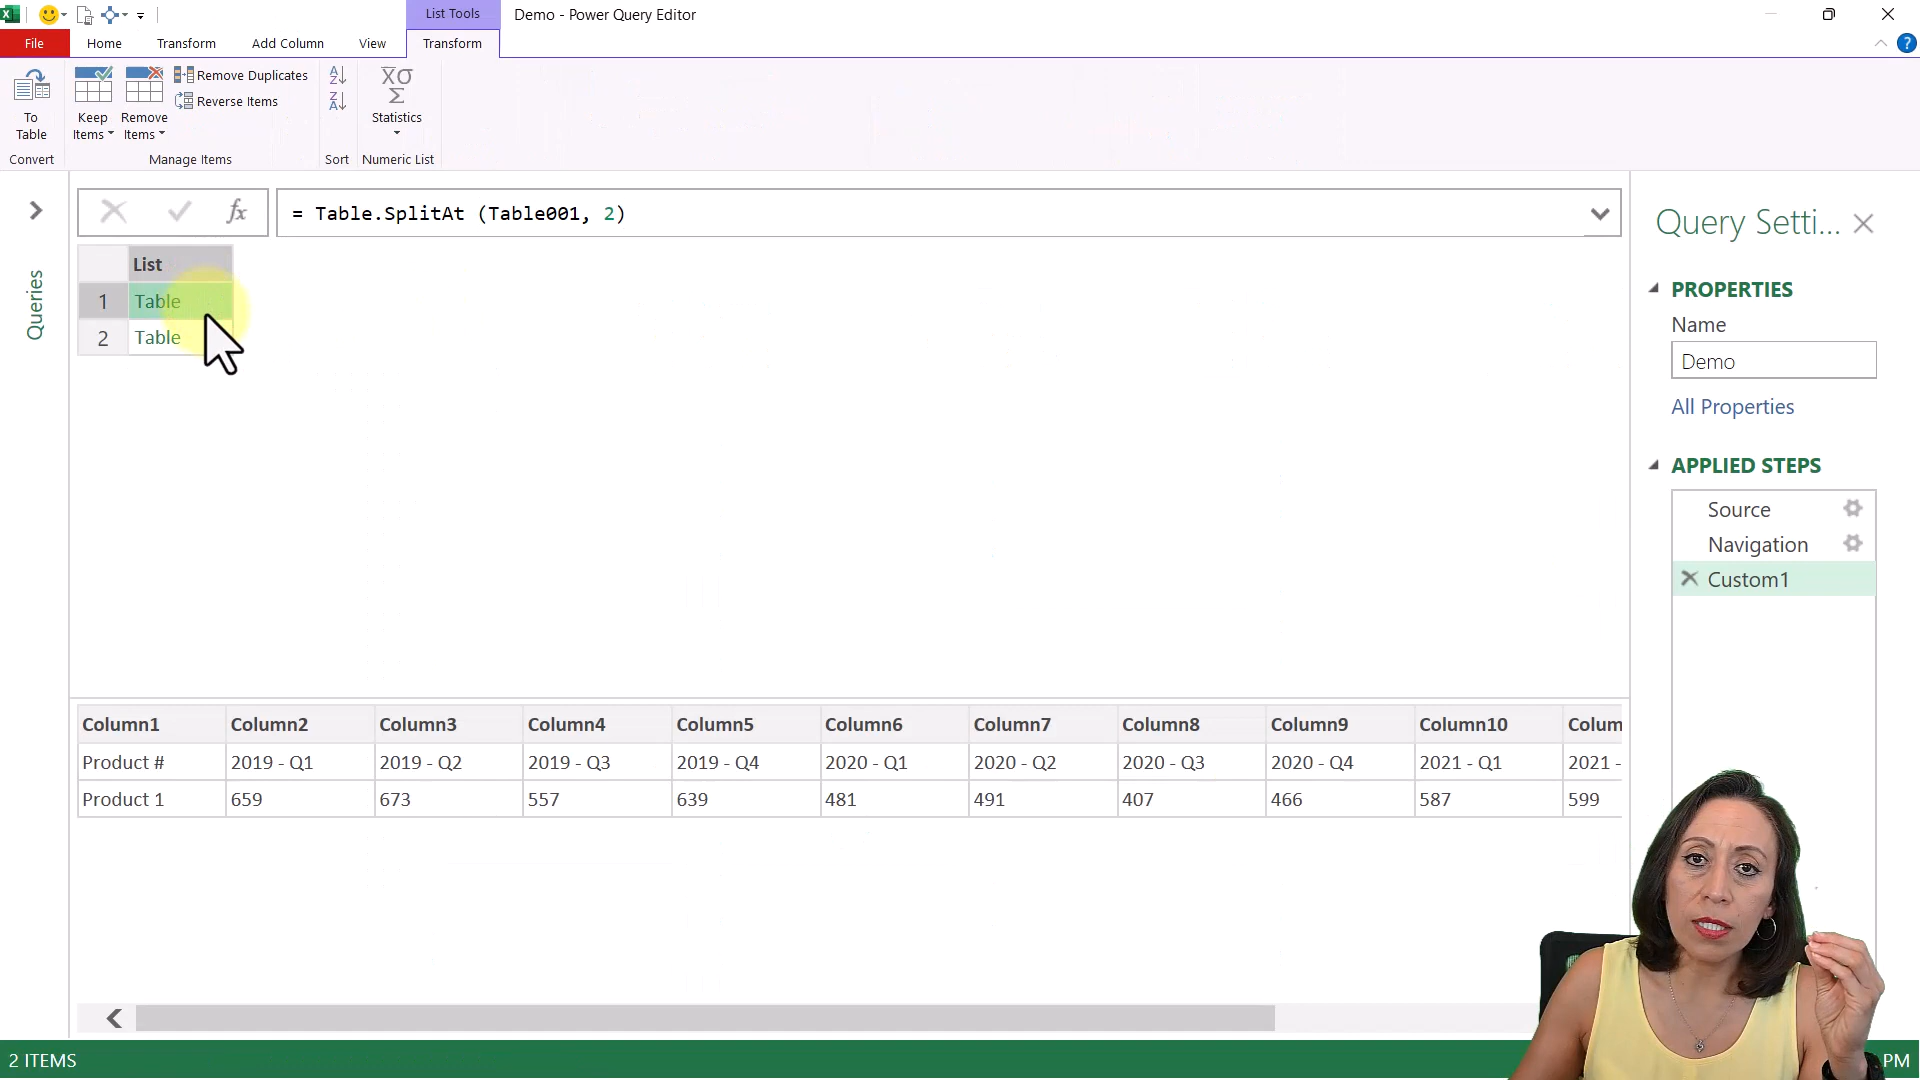 List Tools
Demo - Power Query Editor
File
Home
Transform
Add Column
View
Transform
To Table
Keep Items
Remove Items
Remove Duplicates
Reverse Items
Statistics
Convert
Manage Items
Sort
Numeric List
= Table.SplitAt (Table001, 2)
Queries
List
1 Table
2 Table
Query Setti...
PROPERTIES
Name
Demo
All Properties
APPLIED STEPS
Source
Navigation
Custom1
Column1 Column2 Column3 Column4 Column5 Column6 Column7 Column8 Column9 Column10 Colum
Product # 2019 - Q1 2019 - Q2 2019 - Q3 2019 - Q4 2020 - Q1 2020 - Q2 2020 - Q3 2020 - Q4 2021 - Q1 2021 -
Product 1 659 673 557 639 481 491 407 466 587 599
2 ITEMS
PM